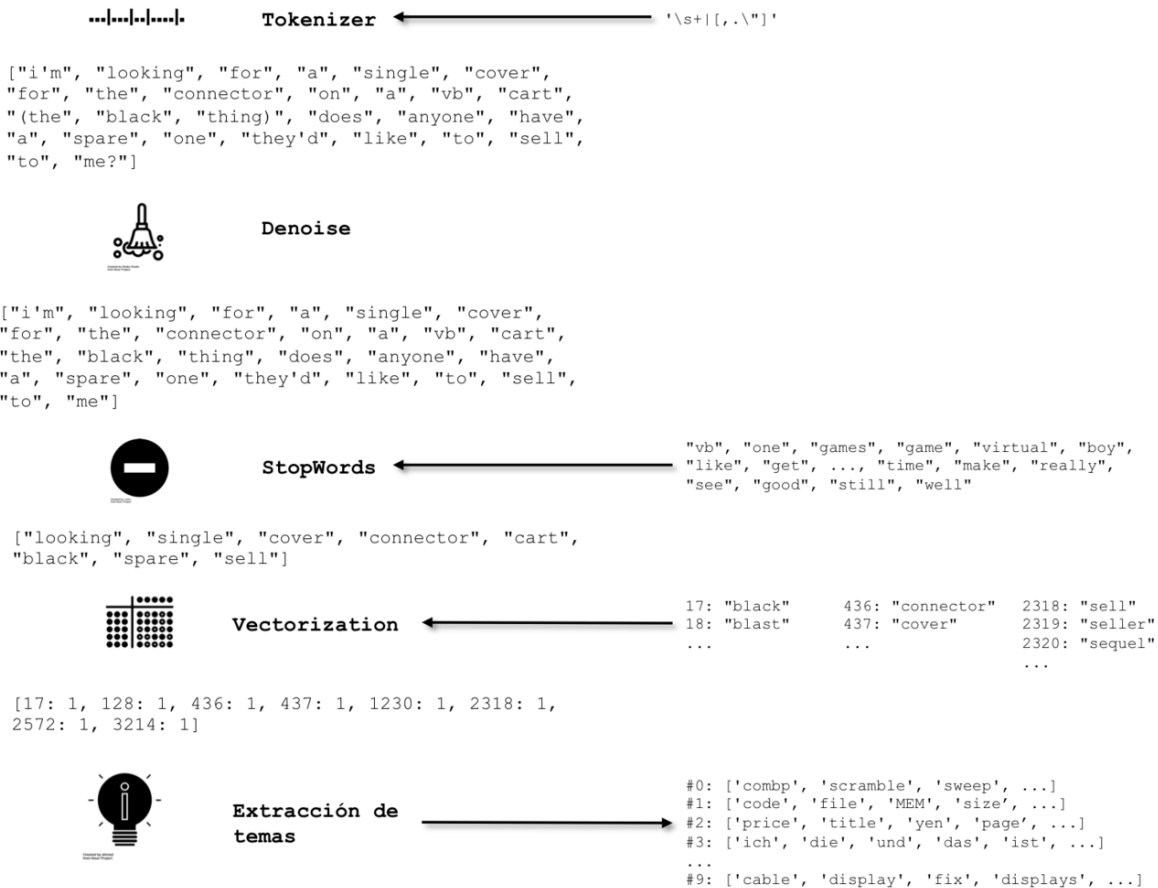 Tokenizer
'\s+|[,.\"]'
["i'm", "looking", "for", "a", "single", "cover",
"for", "the", "connector", "on", "a", "vb", "cart",
"(the", "black", "thing)", "does", "anyone", "have",
"a", "spare", "one", "they'd", "like", "to", "sell",
"to", "me?"]
Denoise
["i'm", "looking", "for", "a", "single", "cover",
"for", "the", "connector", "on", "a", "vb", "cart",
"the", "black", "thing", "does", "anyone", "have",
"a", "spare", "one", "they'd", "like", "to", "sell",
"to", "me"]
StopWords
"vb", "one", "games", "game", "virtual", "boy",
"like", "get", ..., "time", "make", "really",
"see", "good", "still", "well"
["looking", "single", "cover", "connector", "cart",
"black", "spare", "sell"]
Vectorization
17: "black" 436: "connector" 2318: "sell"
18: "blast" 437: "cover" 2319: "seller"
... ... 2320: "sequel"
...
[17: 1, 128: 1, 436: 1, 437: 1, 1230: 1, 2318: 1,
2572: 1, 3214: 1]
Extracción de
temas
#0: ['combp', 'scramble', 'sweep', ...]
#1: ['code', 'file', 'MEM', 'size’, ...]
#2: ['price', 'title', 'yen', 'page’, ...]
#3: ['ich', 'die', 'und', 'das', 'ist', ...]
...
#9: ['cable', 'display', 'fix', 'displays', ...]